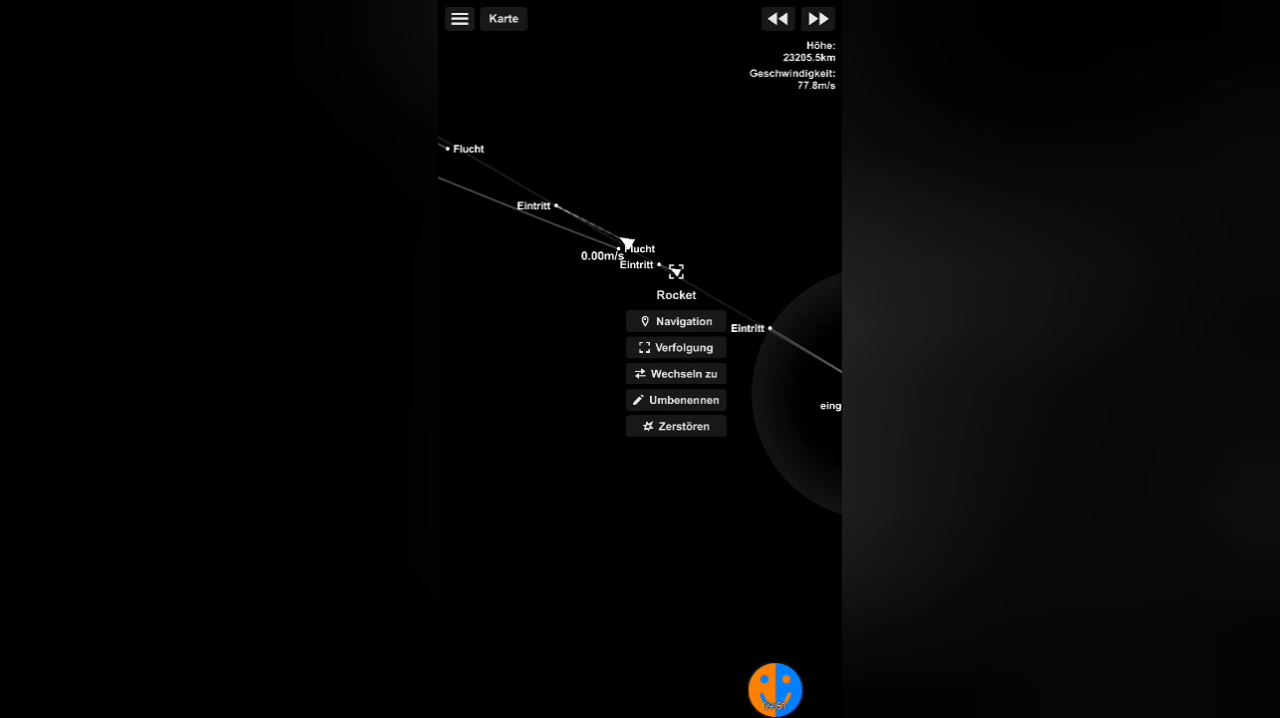 Karte
Höhe:
23205.5km
Geschwindigkeit:
77.8m/s
Flucht
Eintritt
Flucht
0.00m/s
Eintritt
Rocket
Navigation
Eintritt
Verfolgung
Wechseln zu
Umbenennen
eing
Zerstören